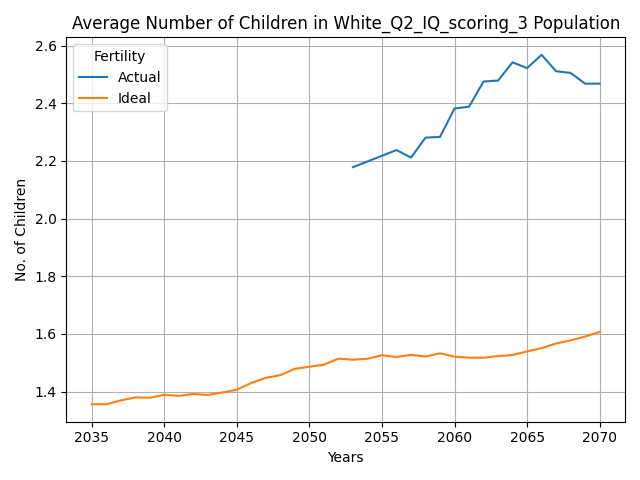 Average Number of Children in White_Q2_IQ_scoring_3 Population
Fertility
Actual
Ideal
No. of Children
2.6
2.4
2.2
2.0
1.8
1.6
1.4
2035 2040 2045 2050 2055 2060 2065 2070
Years